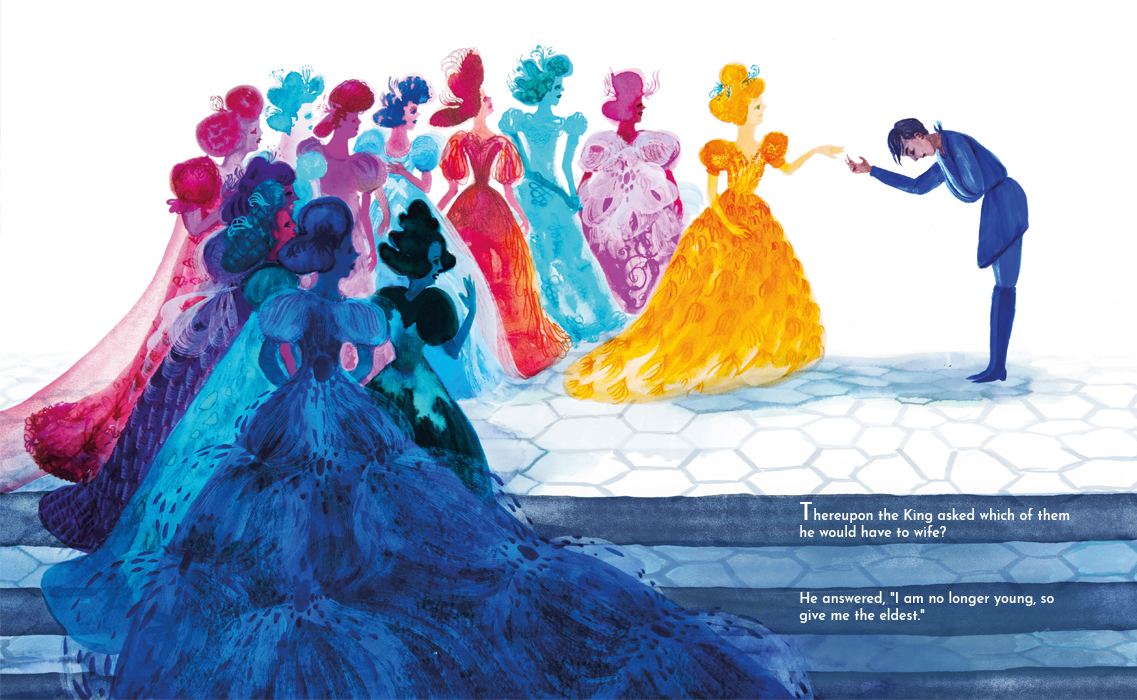 Thereupon the King asked which of them
he would have to wife?
He answered, "I am no longer young, so
give me the eldest."